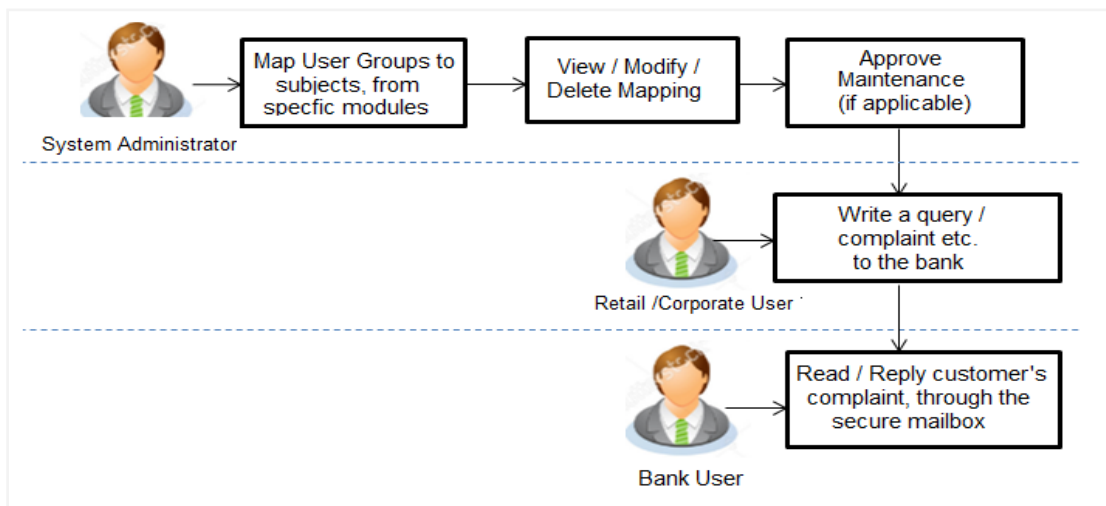 Map User Groups to
subjects, from
specfic modules
View / Modify /
Delete Mapping
Approve
Maintenance
(if applicable)
System Administrator
Write a query /
complaint etc.
to the bank
Retail /Corporate User
Read / Reply customer's
complaint, through the
secure mailbox
Bank User